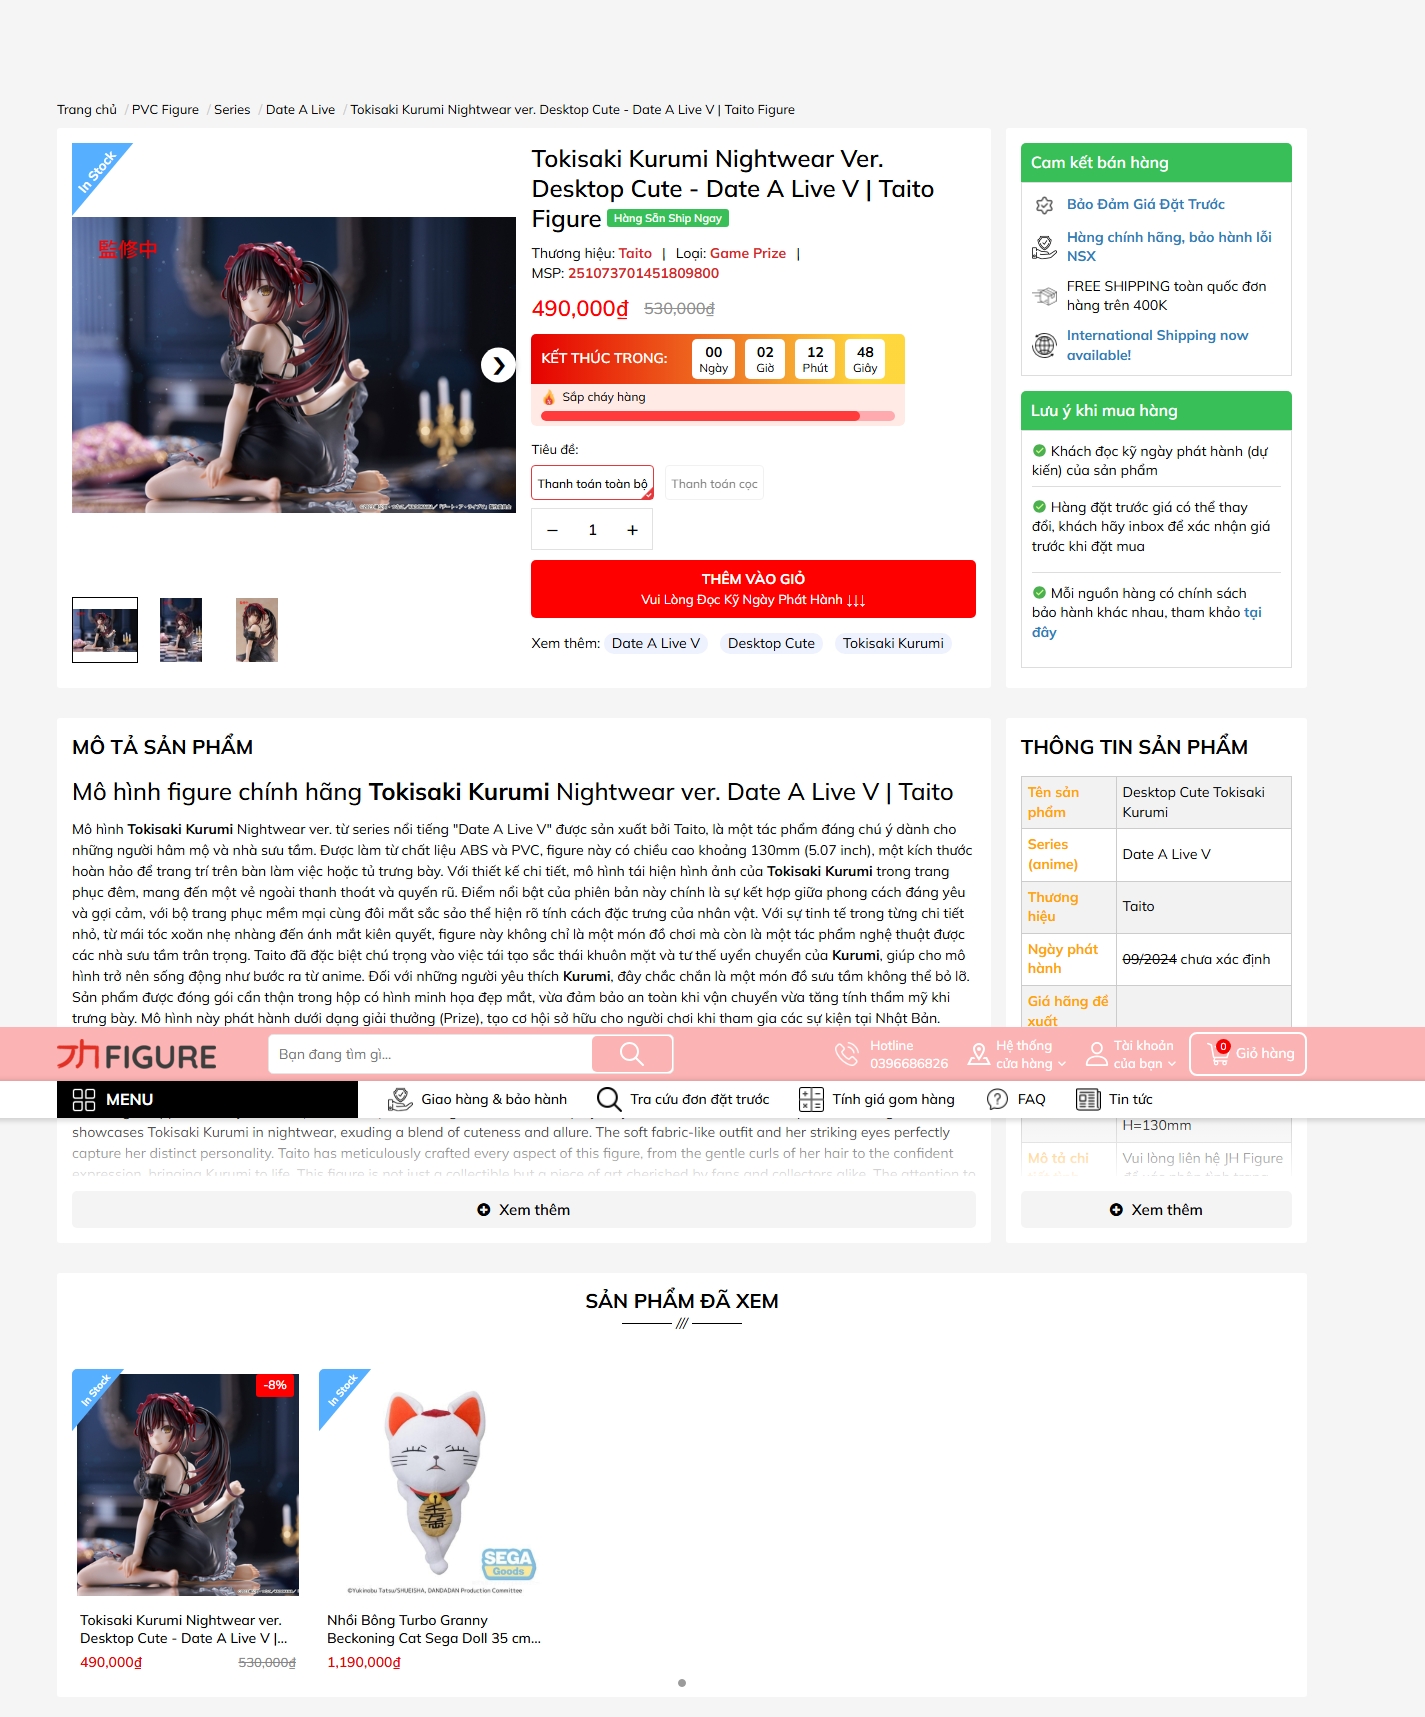 Trang chủ / PVC Figure / Series / Date A Live / Tokisaki Kurumi Nightwear ver. Desktop Cute - Date A Live V | Taito Figure
In Stock
監修中
Tokisaki Kurumi Nightwear Ver.
Desktop Cute - Date A Live V | Taito
Figure Hàng Sẵn Ship Ngay
Thương hiệu: Taito | Loại: Game Prize |
MSP: 251073701451809800
490,000₫ 530,000₫
KẾT THÚC TRONG: 00 Ngày 02 Giờ 12 Phút 48 Giây
Sắp cháy hàng
Tiêu đề:
Thanh toán toàn bộ Thanh toán cọc
− 1 +
THÊM VÀO GIỎ
Vui Lòng Đọc Kỹ Ngày Phát Hành ↓↓↓
Xem thêm: Date A Live V Desktop Cute Tokisaki Kurumi
Cam kết bán hàng
Bảo Đảm Giá Đặt Trước
Hàng chính hãng, bảo hành lỗi
NSX
FREE SHIPPING toàn quốc đơn
hàng trên 400K
International Shipping now
available!
Lưu ý khi mua hàng
Khách đọc kỹ ngày phát hành (dự
kiến) của sản phẩm
Hàng đặt trước giá có thể thay
đổi, khách hãy inbox để xác nhận giá
trước khi đặt mua
Mỗi nguồn hàng có chính sách
bảo hành khác nhau, tham khảo tại
đây
MÔ TẢ SẢN PHẨM
Mô hình figure chính hãng Tokisaki Kurumi Nightwear ver. Date A Live V | Taito
Mô hình Tokisaki Kurumi Nightwear ver. từ series nổi tiếng "Date A Live V" được sản xuất bởi Taito, là một tác phẩm đáng chú ý dành cho
những người hâm mộ và nhà sưu tầm. Được làm từ chất liệu ABS và PVC, figure này có chiều cao khoảng 130mm (5.07 inch), một kích thước
hoàn hảo để trang trí trên bàn làm việc hoặc tủ trưng bày. Với thiết kế chi tiết, mô hình tái hiện hình ảnh của Tokisaki Kurumi trong trang
phục đêm, mang đến một vẻ ngoài thanh thoát và quyến rũ. Điểm nổi bật của phiên bản này chính là sự kết hợp giữa phong cách đáng yêu
và gợi cảm, với bộ trang phục mềm mại cùng đôi mắt sắc sảo thể hiện rõ tính cách đặc trưng của nhân vật. Với sự tinh tế trong từng chi tiết
nhỏ, từ mái tóc xoăn nhẹ nhàng đến ánh mắt kiên quyết, figure này không chỉ là một món đồ chơi mà còn là một tác phẩm nghệ thuật được
các nhà sưu tầm trân trọng. Taito đã đặc biệt chú trọng vào việc tái tạo sắc thái khuôn mặt và tư thế uyển chuyển của Kurumi, giúp cho mô
hình trở nên sống động như bước ra từ anime. Đối với những người yêu thích Kurumi, đây chắc chắn là một món đồ sưu tầm không thể bỏ lỡ.
Sản phẩm được đóng gói cẩn thận trong hộp có hình minh họa đẹp mắt, vừa đảm bảo an toàn khi vận chuyển vừa tăng tính thẩm mỹ khi
trưng bày. Mô hình này phát hành dưới dạng giải thưởng (Prize), tạo cơ hội sở hữu cho người chơi khi tham gia các sự kiện tại Nhật Bản.
THÔNG TIN SẢN PHẨM
Tên sản phẩm Desktop Cute Tokisaki Kurumi
Series (anime) Date A Live V
Thương hiệu Taito
Ngày phát hành 09/2024 chưa xác định
Giá hãng đề xuất
FIGURE
Bạn đang tìm gì...
Hotline
0396686826
Hệ thống
cửa hàng
Tài khoản
của bạn
0 Giỏ hàng
MENU
Giao hàng & bảo hành Tra cứu đơn đặt trước Tính giá gom hàng FAQ Tin tức
showcases Tokisaki Kurumi in nightwear, exuding a blend of cuteness and allure. The soft fabric-like outfit and her striking eyes perfectly
capture her distinct personality. Taito has meticulously crafted every aspect of this figure, from the gentle curls of her hair to the confident
expression, bringing Kurumi to life. This figure is not just a collectible but a piece of art cherished by fans and collectors alike. The attention to
H=130mm
Mô tả chi Vui lòng liên hệ JH Figure
Xem thêm
Xem thêm
SẢN PHẨM ĐÃ XEM
In Stock
-8%
Tokisaki Kurumi Nightwear ver.
Desktop Cute - Date A Live V |...
490,000₫ 530,000₫
In Stock
SEGA
Goods
©Yukinobu Tatsu/SHUEISHA, DANDADAN Production Committee
Nhồi Bông Turbo Granny
Beckoning Cat Sega Doll 35 cm...
1,190,000₫